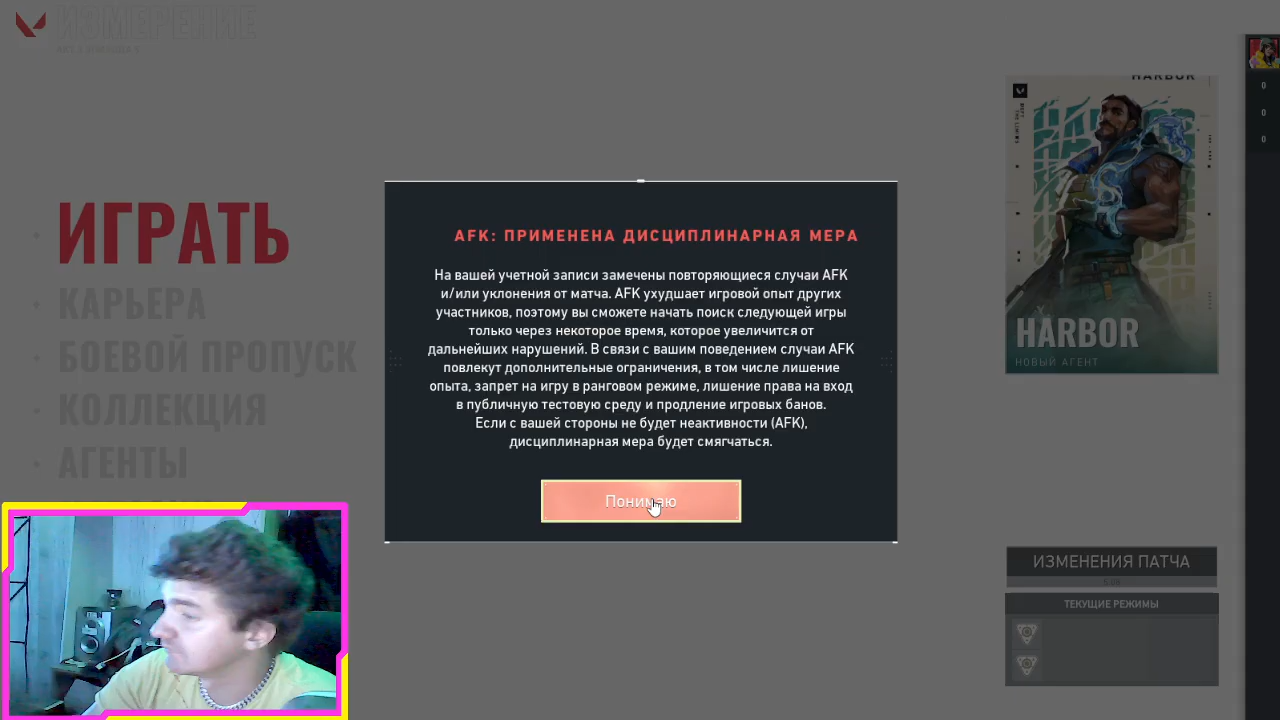 ИЗМЕРЕНИЕ
ИГРАТЬ
КАРЬЕРА
БОЕВОЙ ПРОПУСК
КОЛЛЕКЦИЯ
АГЕНТЫ
AFK: ПРИМЕНЕНА ДИСЦИПЛИНАРНАЯ МЕРА
На вашей учетной записи замечены повторяющиеся случаи AFK
и/или уклонения от матча. AFK ухудшает игровой опыт других
участников, поэтому вы сможете начать поиск следующей игры
только через некоторое время, которое увеличится от
дальнейших нарушений. В связи с вашим поведением случаи AFK
повлекут дополнительные ограничения, в том числе лишение
опыта, запрет на игру в ранговом режиме, лишение права на вход
в публичную тестовую среду и продление игровых банов.
Если с вашей стороны не будет неактивности (AFK),
дисциплинарная мера будет смягчаться.
Понимаю
HARBOR
HARBOR
НОВЫЙ АГЕНТ
ИЗМЕНЕНИЯ ПАТЧА
ТЕКУЩИЕ РЕЖИМЫ
0
0
0